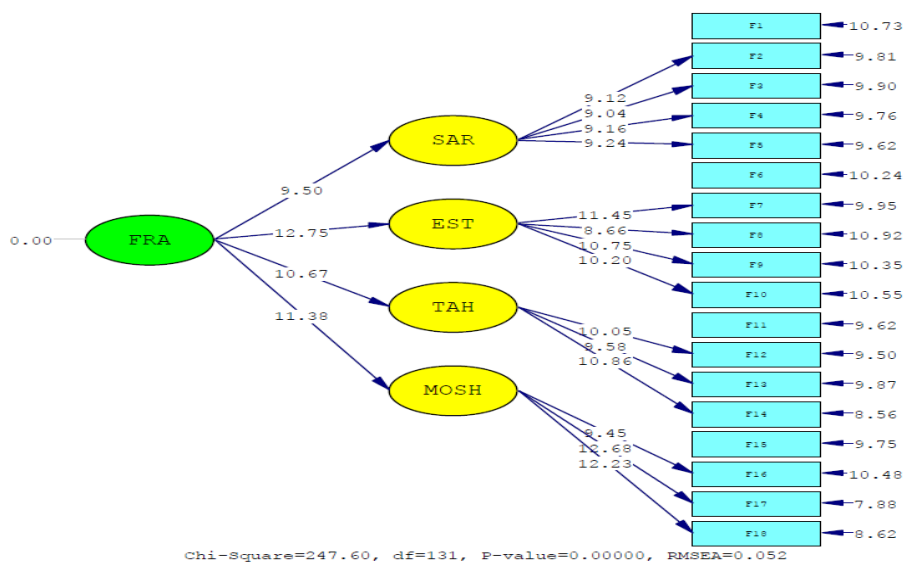 F1 10.73
F2 9.81
F3 9.90
9.12
9.04
F4 9.76
9.16
SAR
9.24
F5 9.62
F6 10.24
9.50
F7 9.95
11.45
EST
8.66
F8 10.92
12.75
0.00 FRA
10.75
10.20
F9 10.35
10.67
F10 10.55
TAH
11.38
F11 9.62
10.05
9.58
10.86
F12 9.50
F13 9.87
MOSH
F14 8.56
9.45
12.68
12.23
F15 9.75
F16 10.48
F17 7.88
F18 8.62
Chi-Square=247.60, df=131, P-value=0.00000, RMSEA=0.052